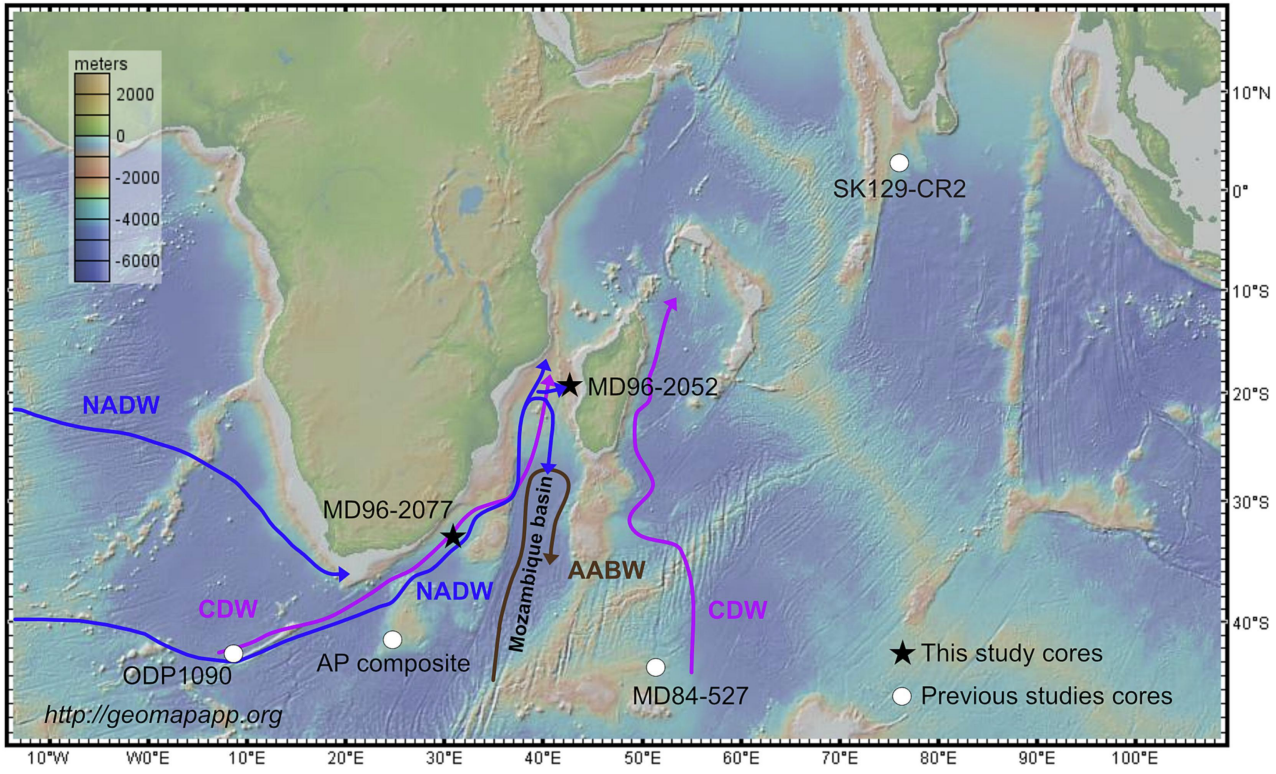 meters
2000
0
-2000
-4000
-6000
10°N
0°
10°S
20°S
30°S
40°S
SK129-CR2
MD96-2052
NADW
MD96-2077
Mozambique basin
AABW
NADW
CDW
CDW
AP composite
ODP1090
MD84-527
This study cores
Previous studies cores
http://geomapapp.org
10°W W0°E 10°E 20°E 30°E 40°E 50°E 60°E 70°E 80°E 90°E 100°E